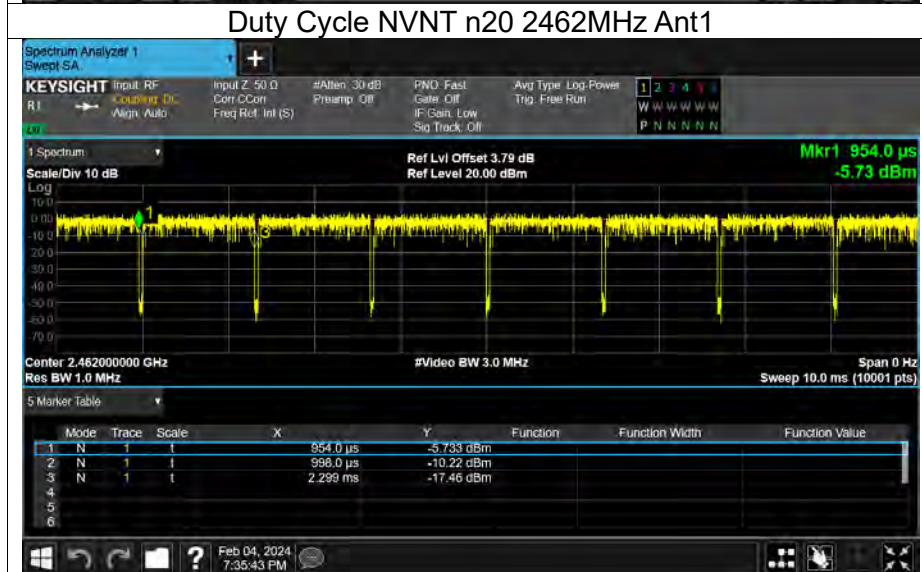 Duty Cycle NVNT n20 2462MHz Ant1
Spectrum Analyzer 1
Swept SA
+
KEYSIGHT Input: RF Input Z: 50 Ω #Atten: 30 dB PNO: Fast Avg Type: Log-Power 1 2 3 4 5 6
R L Coupling: DC Corr CCorr Preamp: Off Gate: Off Trig: Free Run W W W W W W
Align: Auto Freq Ref: Int (S) IF Gain: Low
Sig Track: Off P N N N N N
1 Spectrum Ref Lvl Offset 3.79 dB Mkr1 954.0 µs
Scale/Div 10 dB Ref Level 20.00 dBm -5.73 dBm
Log
10.0
0.00 1
-10.0 3
-20.0
-30.0
-40.0
-50.0
-60.0
-70.0
Center 2.462000000 GHz #Video BW 3.0 MHz Span 0 Hz
Res BW 1.0 MHz Sweep 10.0 ms (10001 pts)
5 Marker Table
Mode Trace Scale X Y Function Function Width Function Value
1 N 1 t 954.0 µs -5.733 dBm
2 N 1 t 998.0 µs -10.22 dBm
3 N 1 t 2.299 ms -17.46 dBm
4
5
6
? Feb 04, 2024
7:35:43 PM